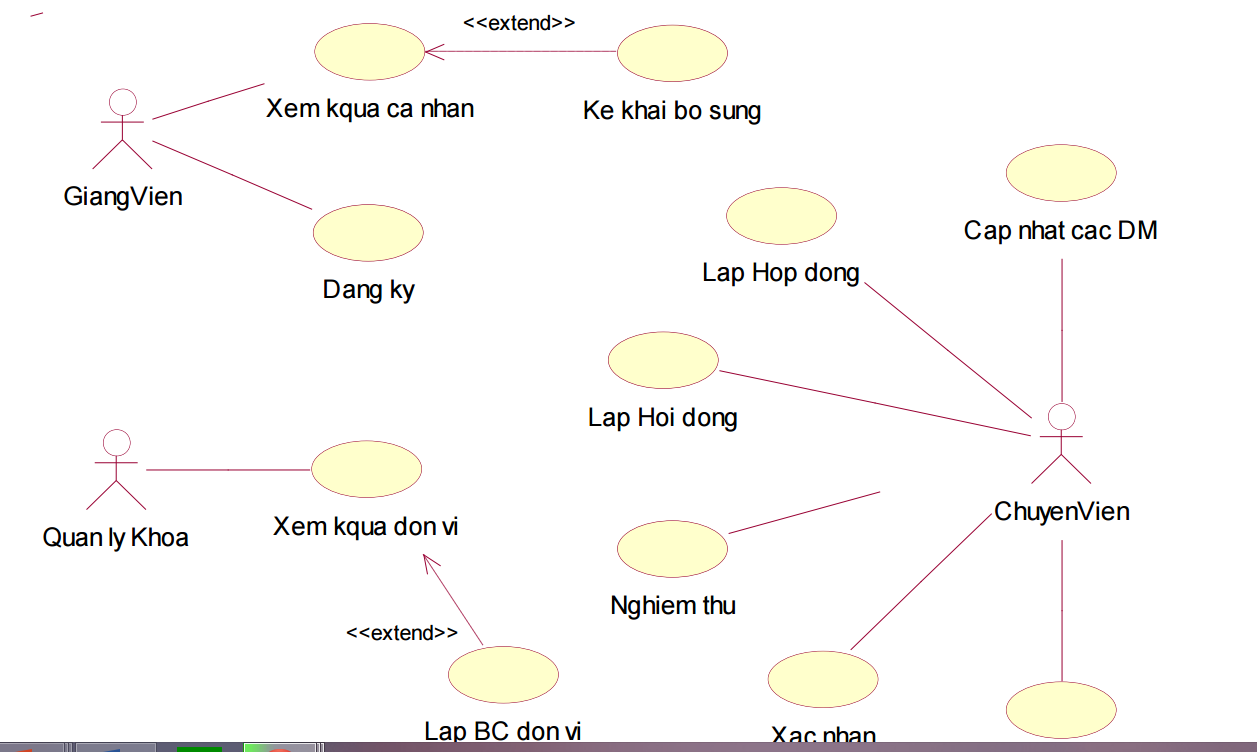 <<extend>>
Xem kqua ca nhan
Ke khai bo sung
GiangVien
Cap nhat cac DM
Lap Hop dong
Dang ky
Lap Hoi dong
ChuyenVien
Xem kqua don vi
Quan ly Khoa
Nghiem thu
<<extend>>
Lap BC don vi
Xac nhan